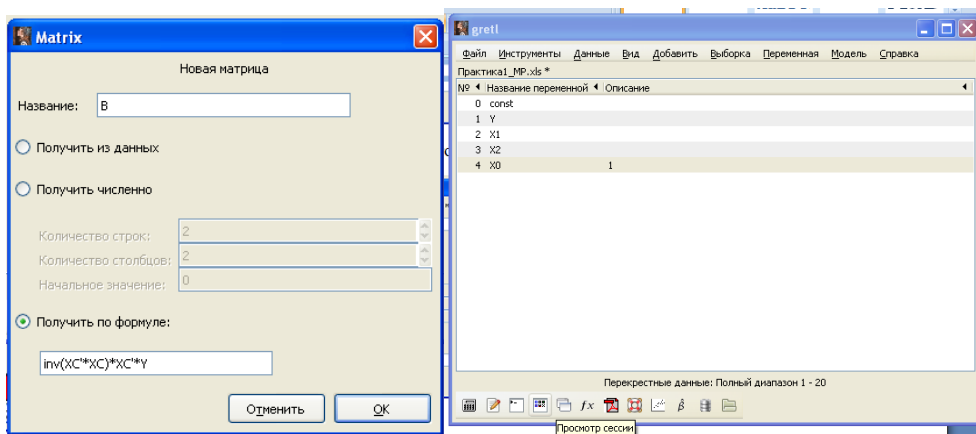 Matrix
Новая матрица
Название: B
Получить из данных
Получить численно
Количество строк: 2
Количество столбцов: 2
Начальное значение: 0
Получить по формуле:
inv(XC'*XC)*XC'*Y
Отменить OK
gretl
Файл Инструменты Данные Вид Добавить Выборка Переменная Модель Справка
Практика1_MP.xls *
№ Название переменной Описание
0 const
1 Y
2 X1
3 X2
4 X0 1
Перекрестные данные: Полный диапазон 1 - 20
fx β̂
Просмотр сессии